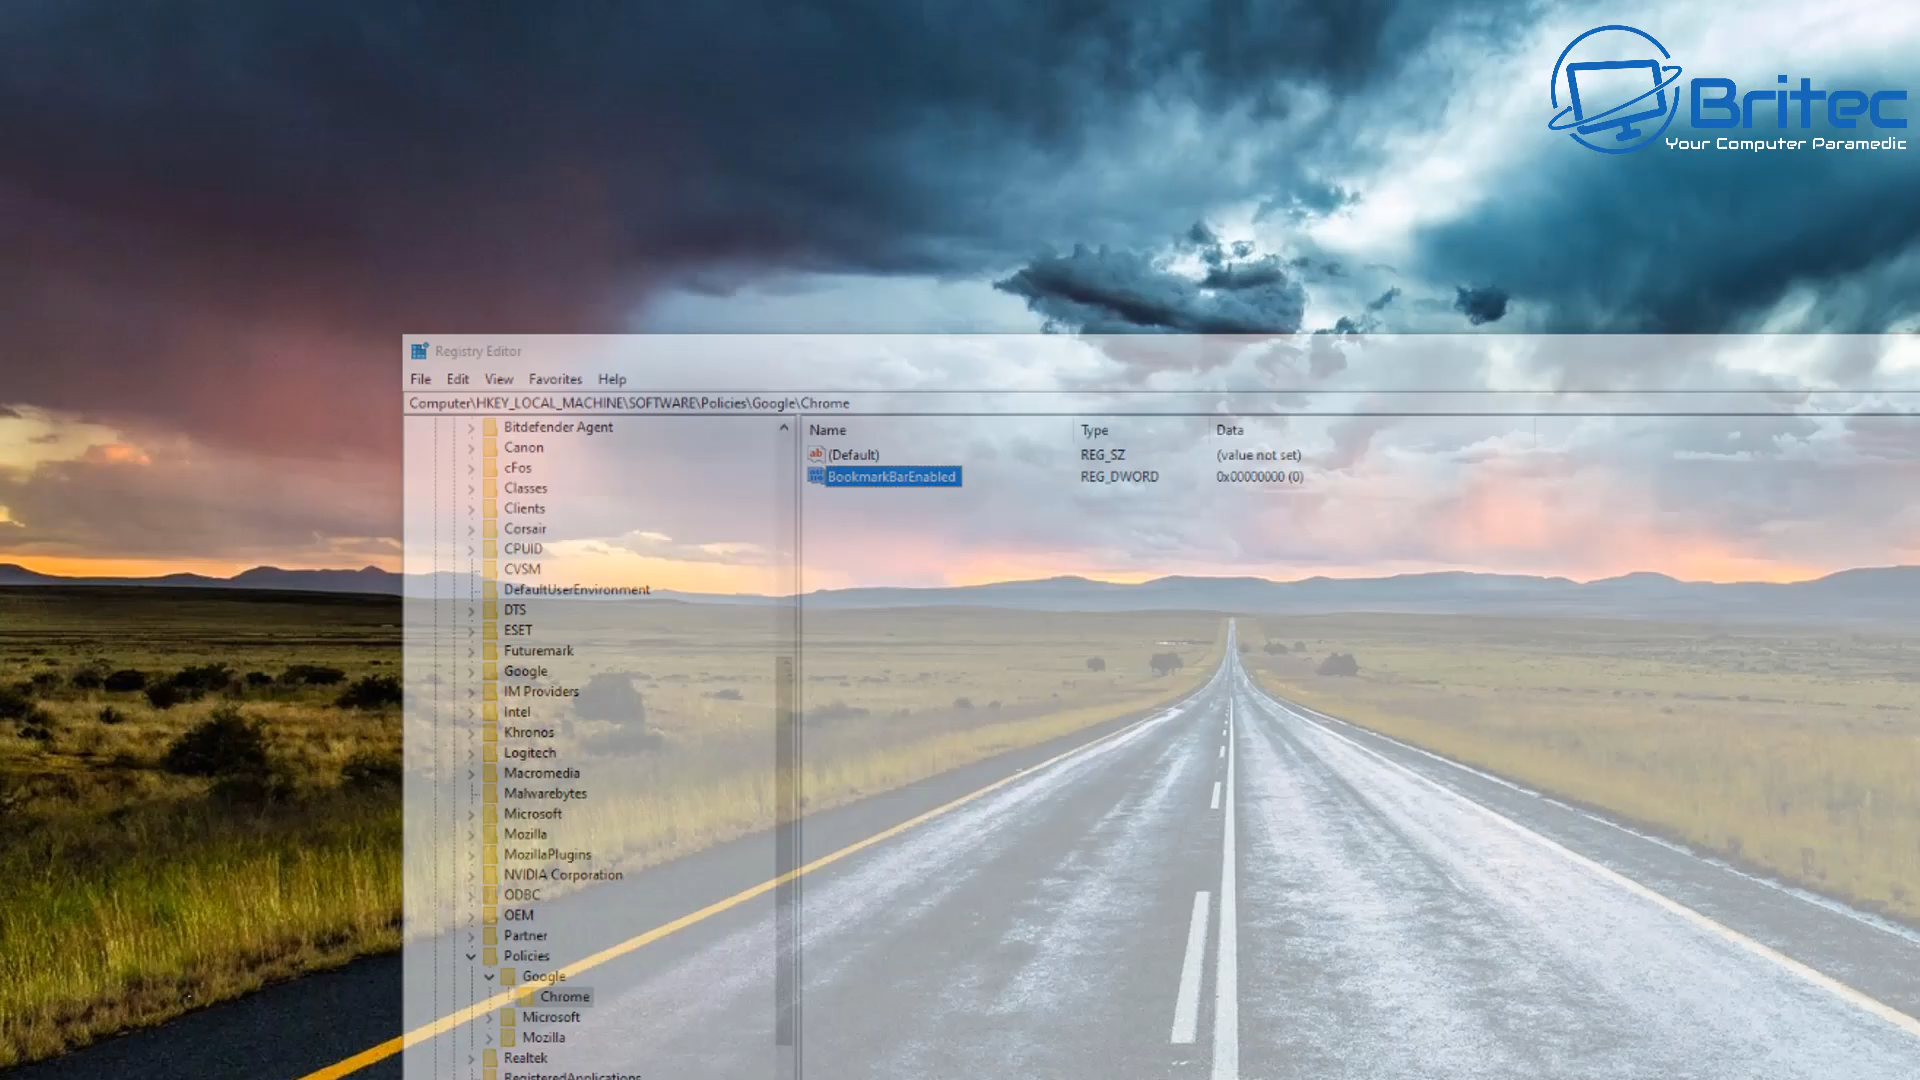 Britec
Your Computer Paramedic
Registry Editor
File Edit View Favorites Help
Computer\HKEY_LOCAL_MACHINE\SOFTWARE\Policies\Google\Chrome
Name Type Data
ab (Default) REG_SZ (value not set)
BookmarkBarEnabled REG_DWORD 0x00000000 (0)
Bitdefender Agent
Canon
cFos
Classes
Clients
Corsair
CPUID
CVSM
DefaultUserEnvironment
DTS
ESET
Futuremark
Google
IM Providers
Intel
Khronos
Logitech
Macromedia
Malwarebytes
Microsoft
Mozilla
MozillaPlugins
NVIDIA Corporation
ODBC
OEM
Partner
Policies
Google
Chrome
Microsoft
Mozilla
Realtek
RegisteredApplications